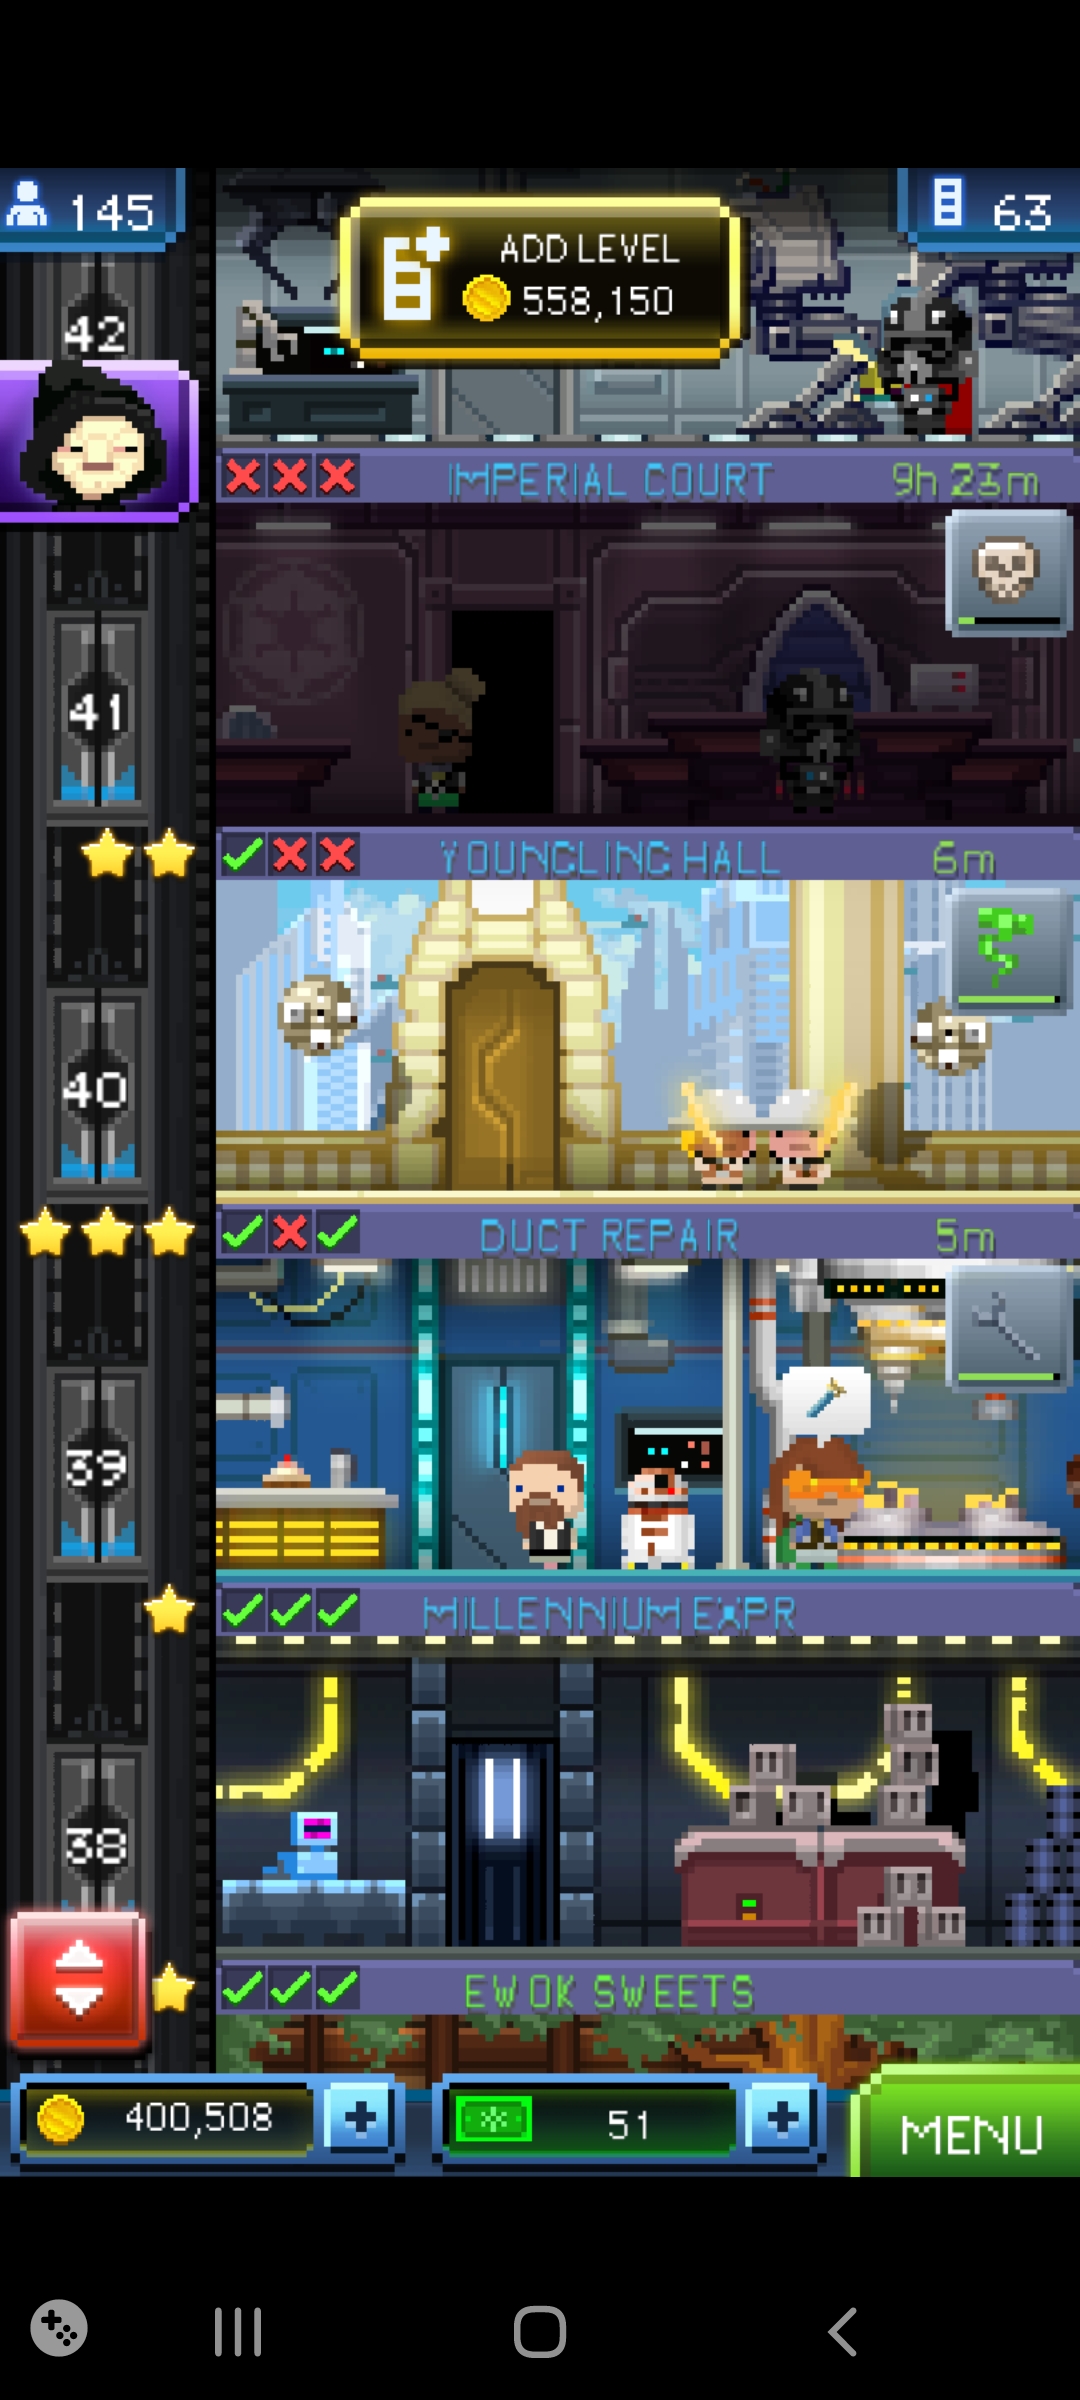 145
ADD LEVEL
558,150
63
42
IMPERIAL COURT 9h 23m
41
YOUNGLING HALL 6m
40
DUCT REPAIR 5m
39
MILLENNIUM EXPR
38
EWOK SWEETS
400,508
51
MENU